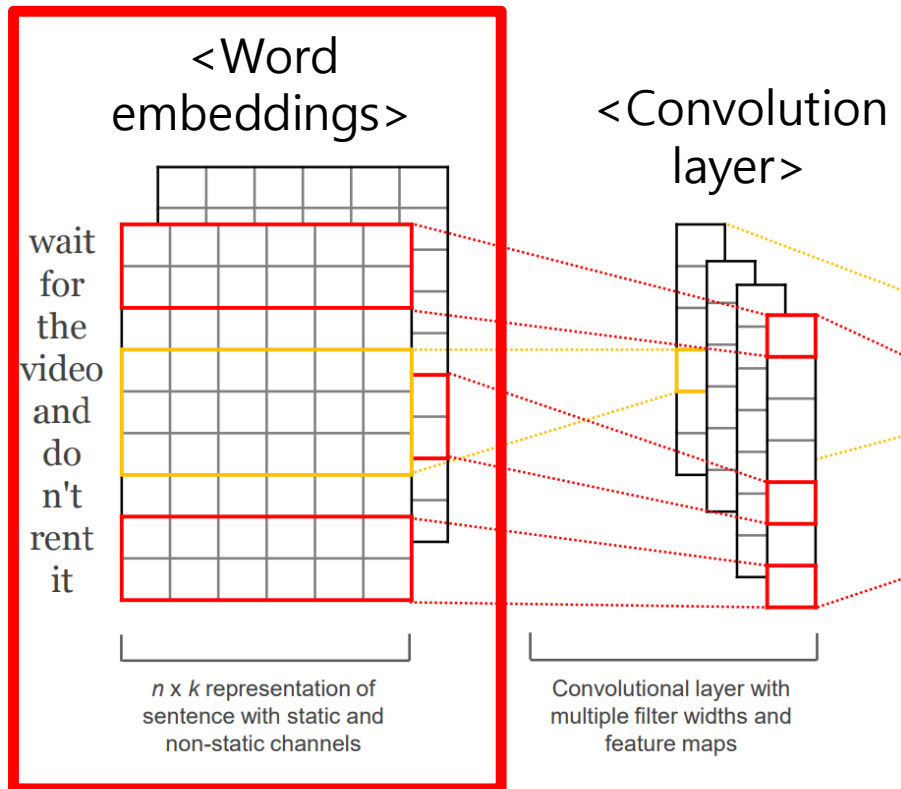 <Word
embeddings>
<Convolution
layer>
wait
for
the
video
and
do
n't
rent
it
n x k representation of
sentence with static and
non-static channels
Convolutional layer with
multiple filter widths and
feature maps